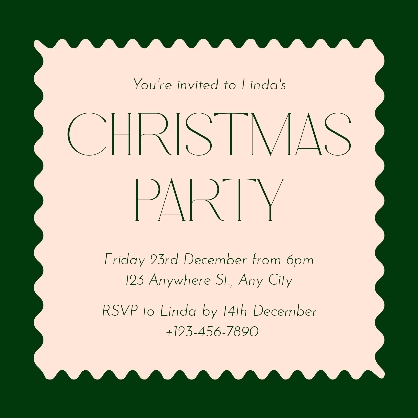 You're invited to Linda's
CHRISTMAS
PARTY
Friday 23rd December from 6pm
123 Anywhere St., Any City
RSVP to Linda by 14th December
+123-456-7890